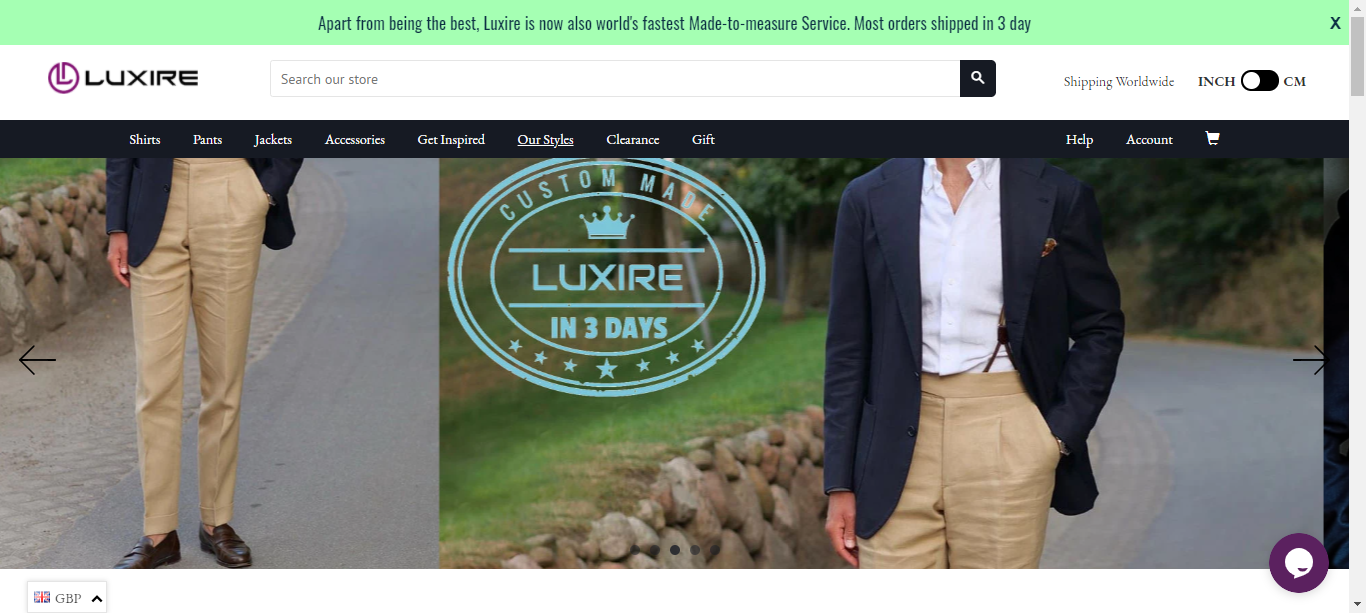 Apart from being the best, Luxire is now also world's fastest Made-to-measure Service. Most orders shipped in 3 day
X
LUXIRE
Search our store
Shipping Worldwide
INCH CM
Shirts Pants Jackets Accessories Get Inspired Our Styles Clearance Gift Help Account
CUSTOM MADE
LUXIRE
IN 3 DAYS
GBP